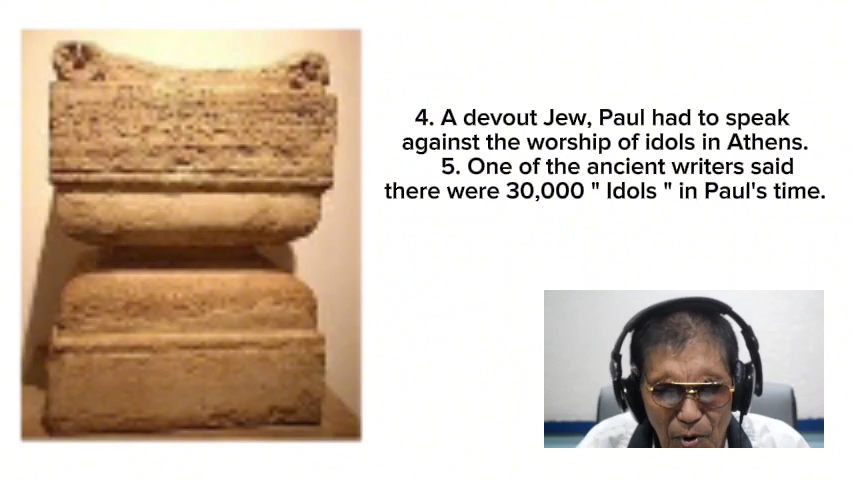 4. A devout Jew, Paul had to speak
against the worship of idols in Athens.
5. One of the ancient writers said
there were 30,000 " Idols " in Paul's time.